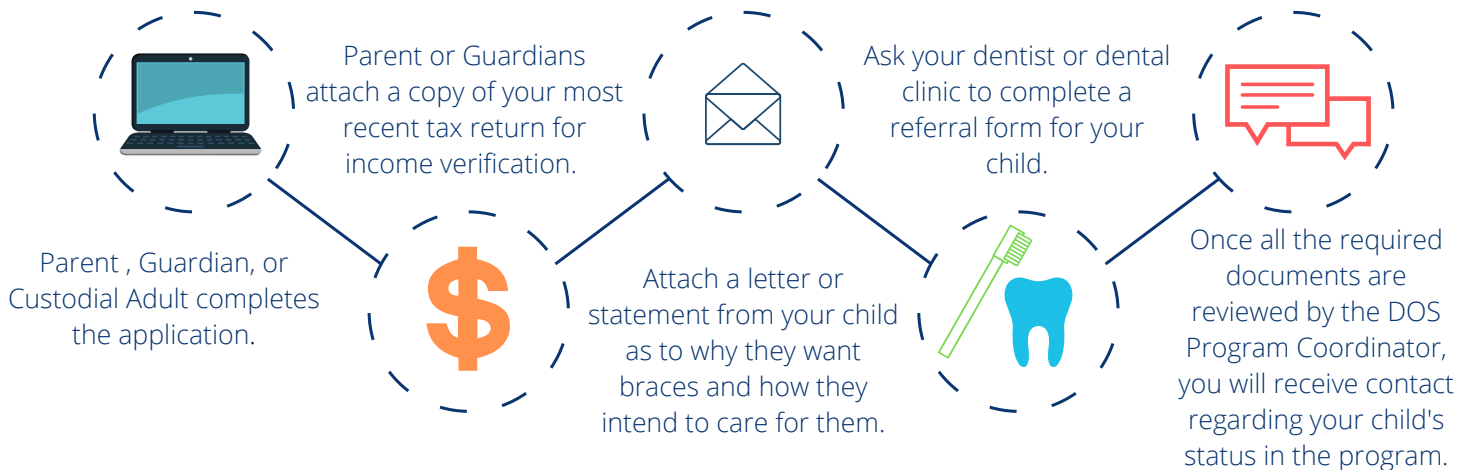 Parent , Guardian, or
Custodial Adult completes
the application.
Parent or Guardians
attach a copy of your most
recent tax return for
income verification.
Attach a letter or
statement from your child
as to why they want
braces and how they
intend to care for them.
Ask your dentist or dental
clinic to complete a
referral form for your
child.
Once all the required
documents are
reviewed by the DOS
Program Coordinator,
you will receive contact
regarding your child's
status in the program.